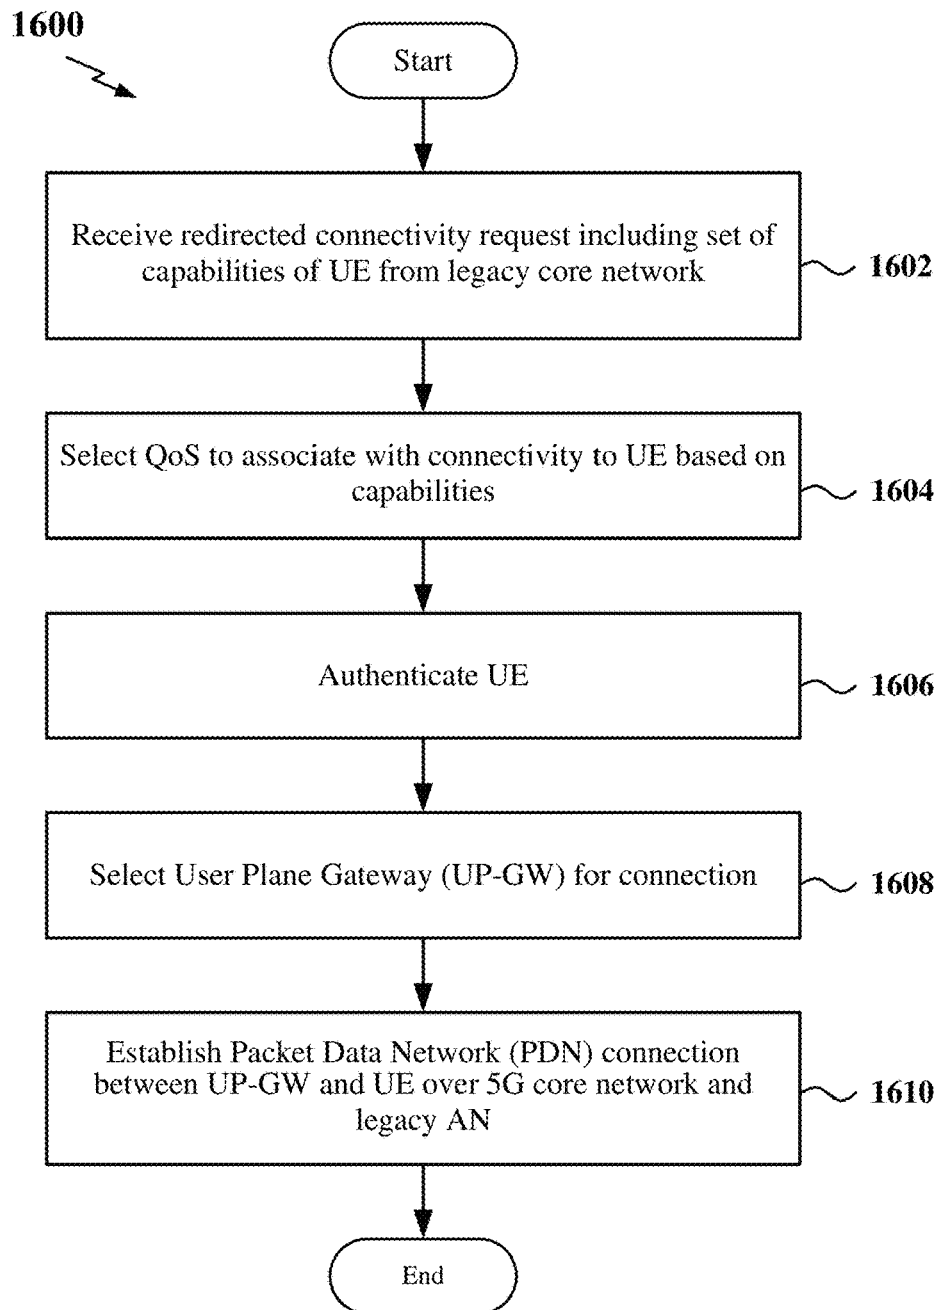 1600
Start
Receive redirected connectivity request including set of
capabilities of UE from legacy core network
1602
Select QoS to associate with connectivity to UE based on
capabilities
1604
Authenticate UE
1606
Select User Plane Gateway (UP-GW) for connection
1608
Establish Packet Data Network (PDN) connection
between UP-GW and UE over 5G core network and
legacy AN
1610
End